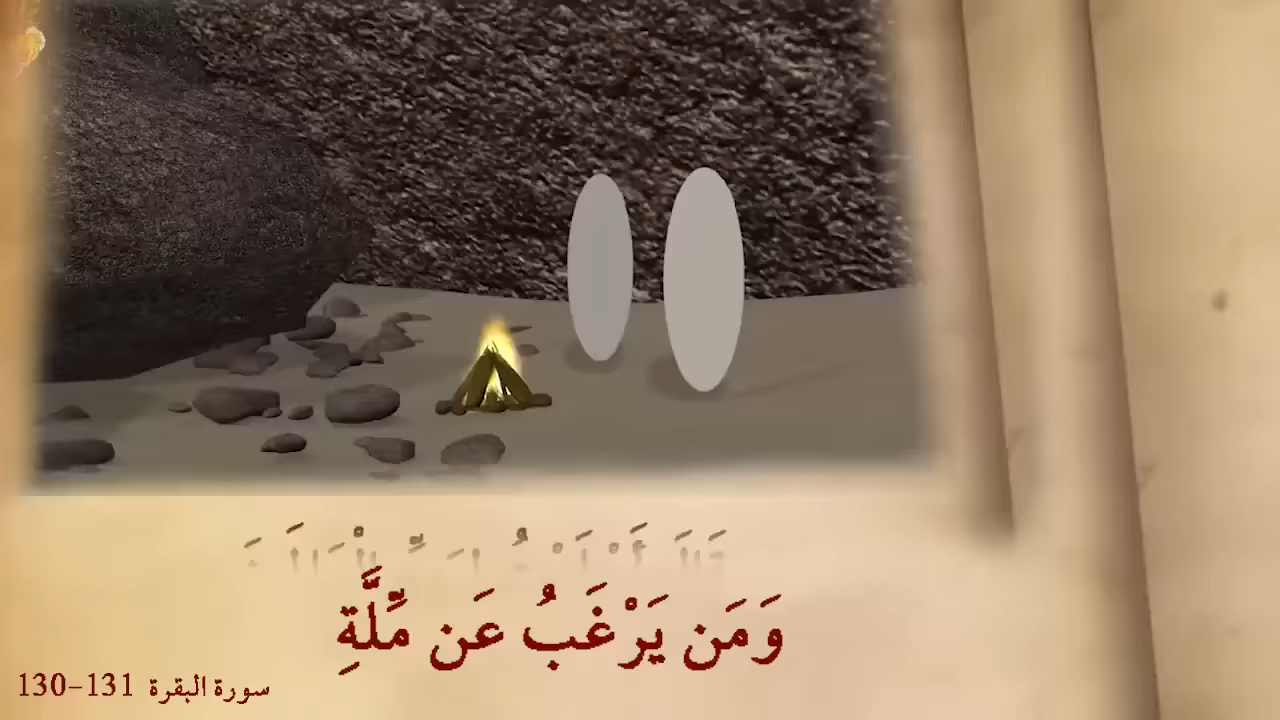 وَمَن يَرْغَبُ عَن مِّلَّةِ
سورة البقرة 130-131